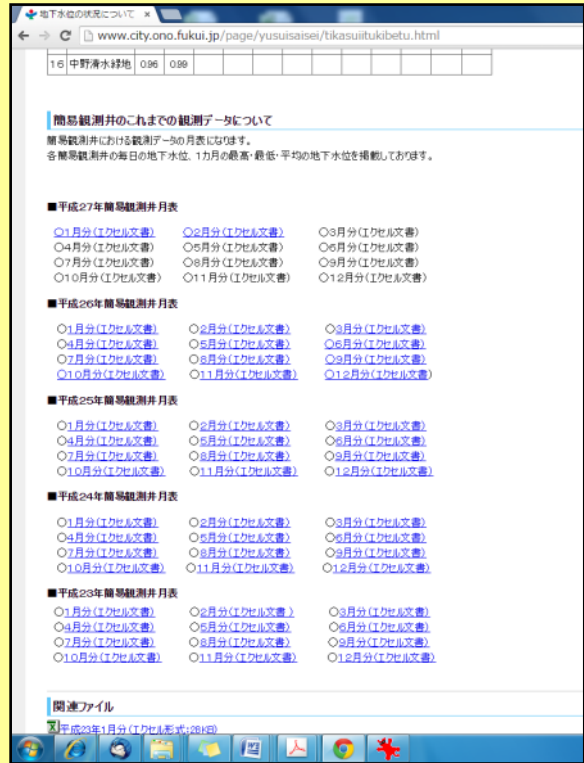 地下水位の状況について ×
www.city.ono.fukui.jp/page/yusuisaisei/tikasuiitukibetu.html
16 中野清水緑地 0.96 0.99
簡易観測井のこれまでの観測データについて
簡易観測井における観測データの月表になります。
各簡易観測井の毎日の地下水位、1カ月の最高・最低・平均の地下水位を掲載しております。
■平成27年簡易観測井月表
○1月分(エクセル文書) ○2月分(エクセル文書) ○3月分(エクセル文書)
○4月分(エクセル文書) ○5月分(エクセル文書) ○6月分(エクセル文書)
○7月分(エクセル文書) ○8月分(エクセル文書) ○9月分(エクセル文書)
○10月分(エクセル文書) ○11月分(エクセル文書) ○12月分(エクセル文書)
■平成26年簡易観測井月表
○1月分(エクセル文書) ○2月分(エクセル文書) ○3月分(エクセル文書)
○4月分(エクセル文書) ○5月分(エクセル文書) ○6月分(エクセル文書)
○7月分(エクセル文書) ○8月分(エクセル文書) ○9月分(エクセル文書)
○10月分(エクセル文書) ○11月分(エクセル文書) ○12月分(エクセル文書)
■平成25年簡易観測井月表
○1月分(エクセル文書) ○2月分(エクセル文書) ○3月分(エクセル文書)
○4月分(エクセル文書) ○5月分(エクセル文書) ○6月分(エクセル文書)
○7月分(エクセル文書) ○8月分(エクセル文書) ○9月分(エクセル文書)
○10月分(エクセル文書) ○11月分(エクセル文書) ○12月分(エクセル文書)
■平成24年簡易観測井月表
○1月分(エクセル文書) ○2月分(エクセル文書) ○3月分(エクセル文書)
○4月分(エクセル文書) ○5月分(エクセル文書) ○6月分(エクセル文書)
○7月分(エクセル文書) ○8月分(エクセル文書) ○9月分(エクセル文書)
○10月分(エクセル文書) ○11月分(エクセル文書) ○12月分(エクセル文書)
■平成23年簡易観測井月表
○1月分(エクセル文書) ○2月分(エクセル文書 ) ○3月分(エクセル文書)
○4月分(エクセル文書) ○5月分(エクセル文書) ○6月分(エクセル文書)
○7月分(エクセル文書) ○8月分(エクセル文書) ○9月分(エクセル文書)
○10月分(エクセル文書) ○11月分(エクセル文書) ○12月分(エクセル文書)
関連ファイル
平成23年1月分(エクセル形式:28KB)